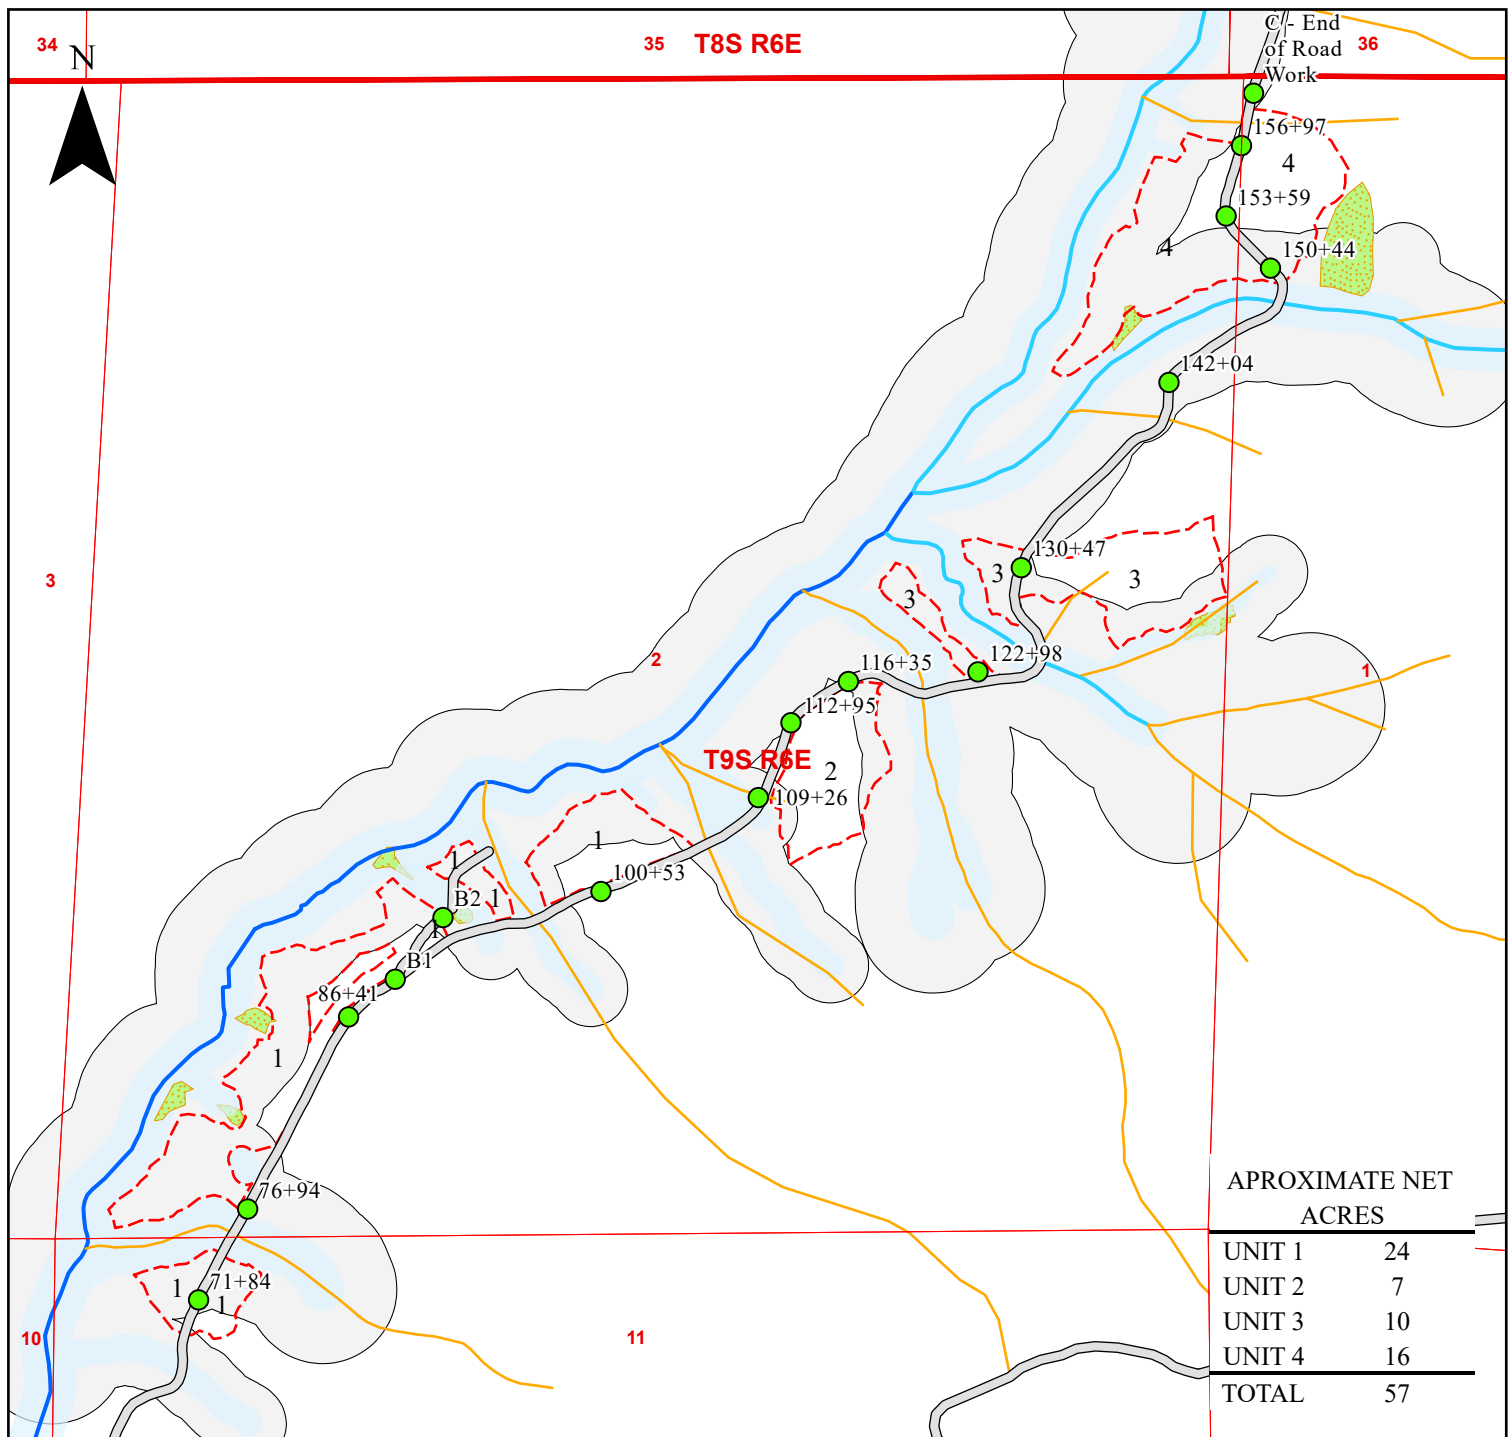 34
N
35
T8S R6E
C - End
of Road
Work
36
156+97
4
153+59
4
150+44
142+04
130+47
3
3
3
3
2
122+98
116+35
1
112+95
T9S R6E
2
109+26
1
100+53
1
B2
1
1
B1
86+41
1
76+94
71+84
1
1
10
11
APROXIMATE NET
ACRES
UNIT 1 24
UNIT 2 7
UNIT 3 10
UNIT 4 16
TOTAL 57